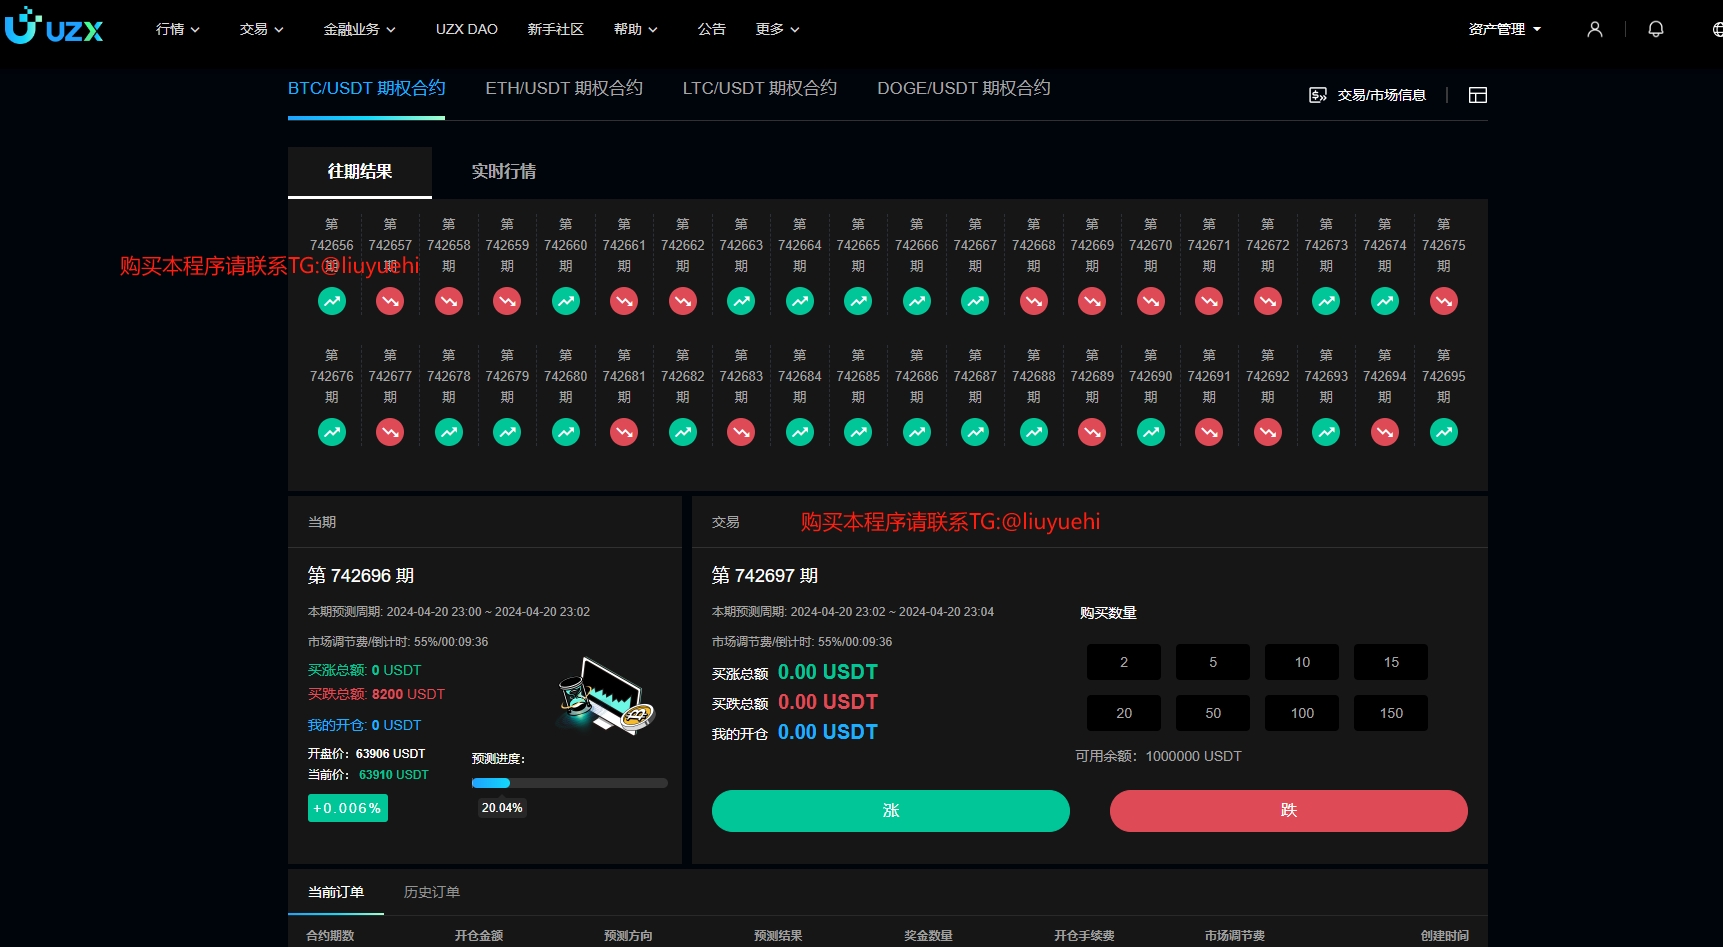 UZX
行情
交易
金融业务
UZX DAO
新手社区
帮助
公告
更多
资产管理
BTC/USDT 期权合约
ETH/USDT 期权合约
LTC/USDT 期权合约
DOGE/USDT 期权合约
交易/市场信息
往期结果
实时行情
第 第 第 第 第 第 第 第 第 第 第 第 第 第 第 第 第 第 第 第
742656 742657 742658 742659 742660 742661 742662 742663 742664 742665 742666 742667 742668 742669 742670 742671 742672 742673 742674 742675
期 期 期 期 期 期 期 期 期 期 期 期 期 期 期 期 期 期 期 期
购买本程序请联系TG:@liuyuehi
第 第 第 第 第 第 第 第 第 第 第 第 第 第 第 第 第 第 第 第
742676 742677 742678 742679 742680 742681 742682 742683 742684 742685 742686 742687 742688 742689 742690 742691 742692 742693 742694 742695
期 期 期 期 期 期 期 期 期 期 期 期 期 期 期 期 期 期 期 期
当期
第 742696 期
本期预测周期: 2024-04-20 23:00 ~ 2024-04-20 23:02
市场调节费/倒计时: 55%/00:09:36
买涨总额: 0 USDT
买跌总额: 8200 USDT
我的开仓: 0 USDT
开盘价: 63906 USDT
当前价: 63910 USDT
+0.006%
预测进度:
20.04%
交易
购买本程序请联系TG:@liuyuehi
第 742697 期
本期预测周期: 2024-04-20 23:02 ~ 2024-04-20 23:04
市场调节费/倒计时: 55%/00:09:36
买涨总额 0.00 USDT
买跌总额 0.00 USDT
我的开仓 0.00 USDT
购买数量
2 5 10 15
20 50 100 150
可用余额: 1000000 USDT
涨
跌
当前订单
历史订单
合约期数 开仓金额 预测方向 预测结果 奖金数量 开仓手续费 市场调节费 创建时间